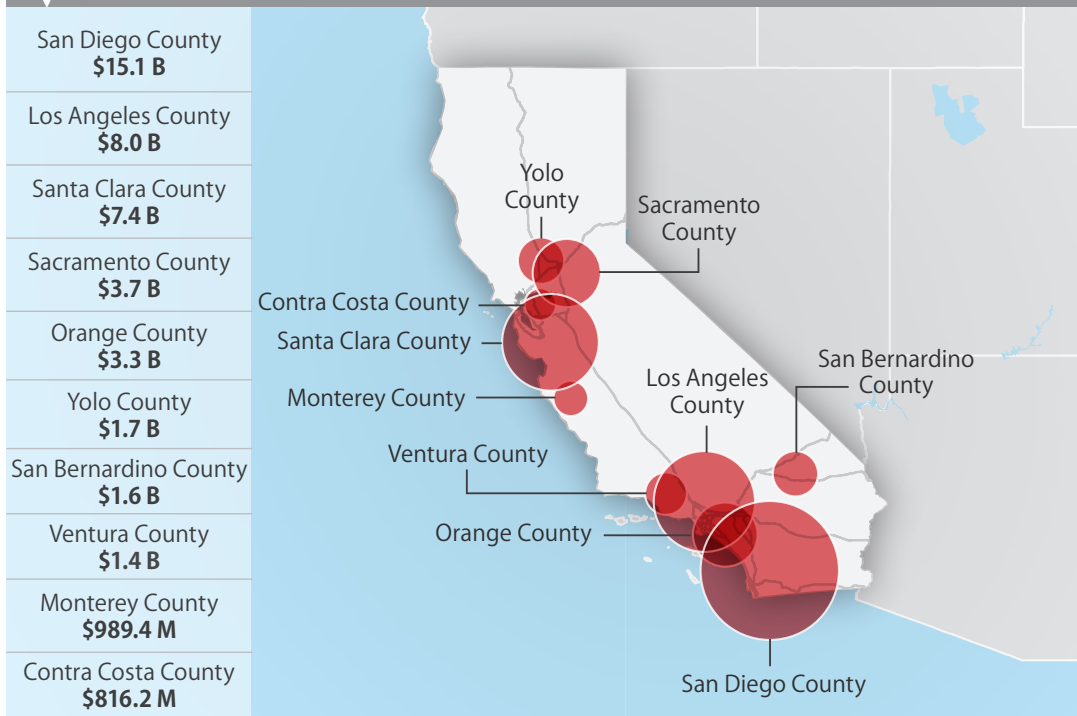 San Diego County
$15.1 B
Los Angeles County
$8.0 B
Santa Clara County
$7.4 B
Sacramento County
$3.7 B
Orange County
$3.3 B
Yolo County
$1.7 B
San Bernardino County
$1.6 B
Ventura County
$1.4 B
Monterey County
$989.4 M
Contra Costa County
$816.2 M
Yolo
County
Sacramento
County
Contra Costa County
Santa Clara County
Monterey County
Los Angeles
County
San Bernardino
County
Ventura County
Orange County
San Diego County